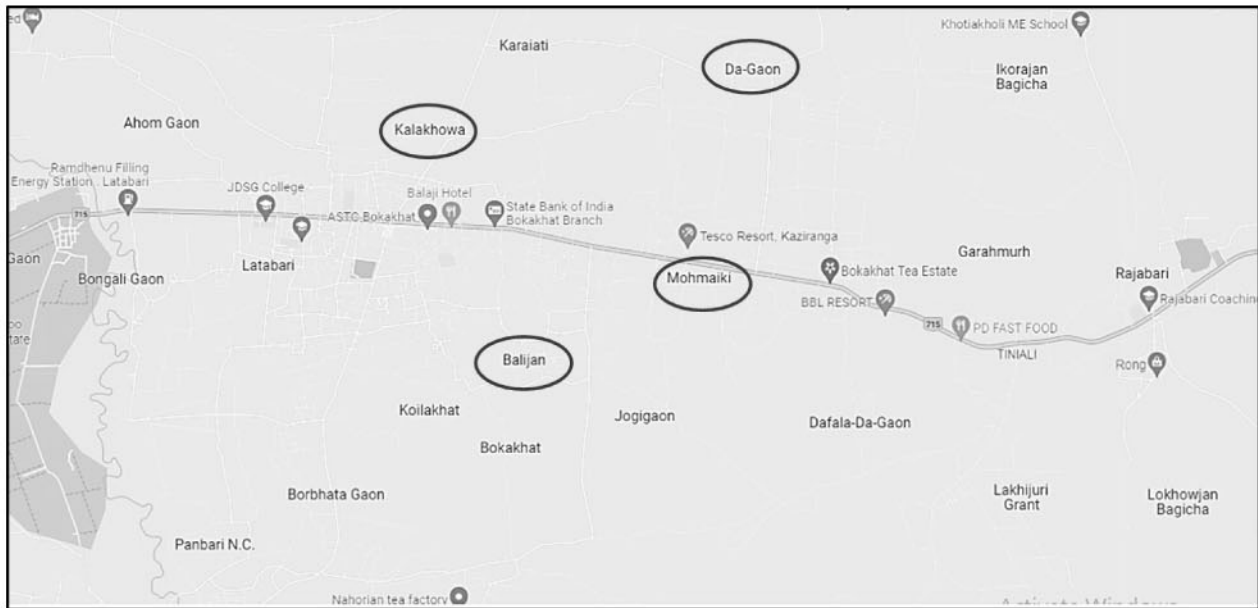 ed
Khotiakholi ME School
Karaiati
Da-Gaon
Ikorajan
Bagicha
Ahom Gaon
Kalakhowa
Ramdhenu Filling
Energy Station . Latabari
JDSG College
Balaji Hotel
State Bank of India
Bokakhat Branch
ASTC Bokakhat
715
Tesco Resort, Kaziranga
Gaon
Bongali Gaon
Latabari
Mohmaiki
Bokakhat Tea Estate
Garahmurh
Rajabari
BBL RESORT
Rajabari Coaching
715
PD FAST FOOD
TINIALI
tate
Balijan
Rong
Koilakhat
Jogigaon
Dafala-Da-Gaon
Bokakhat
Borbhata Gaon
Lakhijuri
Grant
Lokhowjan
Bagicha
Panbari N.C.
Nahorian tea factory